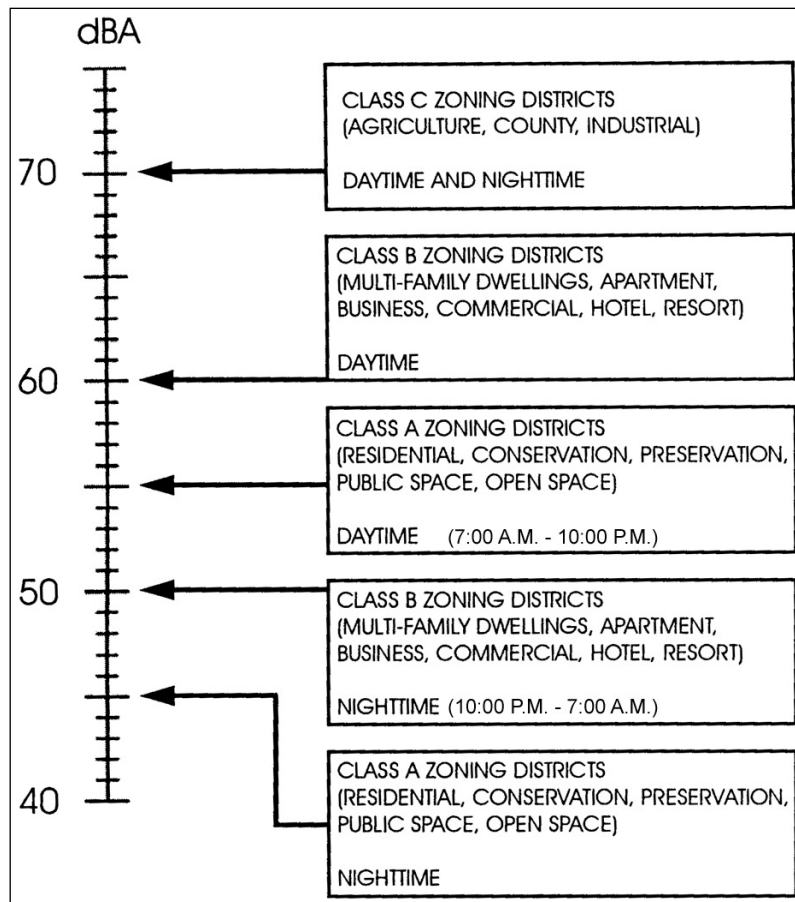 dBA
70
60
50
40
CLASS C ZONING DISTRICTS
(AGRICULTURE, COUNTY, INDUSTRIAL)
DAYTIME AND NIGHTTIME
CLASS B ZONING DISTRICTS
(MULTI-FAMILY DWELLINGS, APARTMENT,
BUSINESS, COMMERCIAL, HOTEL, RESORT)
DAYTIME
CLASS A ZONING DISTRICTS
(RESIDENTIAL, CONSERVATION, PRESERVATION,
PUBLIC SPACE, OPEN SPACE)
DAYTIME (7:00 A.M. - 10:00 P.M.)
CLASS B ZONING DISTRICTS
(MULTI-FAMILY DWELLINGS, APARTMENT,
BUSINESS, COMMERCIAL, HOTEL, RESORT)
NIGHTTIME (10:00 P.M. - 7:00 A.M.)
CLASS A ZONING DISTRICTS
(RESIDENTIAL, CONSERVATION, PRESERVATION,
PUBLIC SPACE, OPEN SPACE)
NIGHTTIME